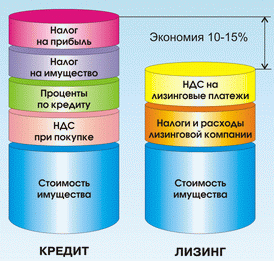 Налог
на прибыль
Налог
на имущество
Проценты
по кредиту
НДС
при покупке
Стоимость
имущества
КРЕДИТ
Экономия 10-15%
НДС на
лизинговые платежи
Налоги и расходы
лизинговой компании
Стоимость
имущества
ЛИЗИНГ